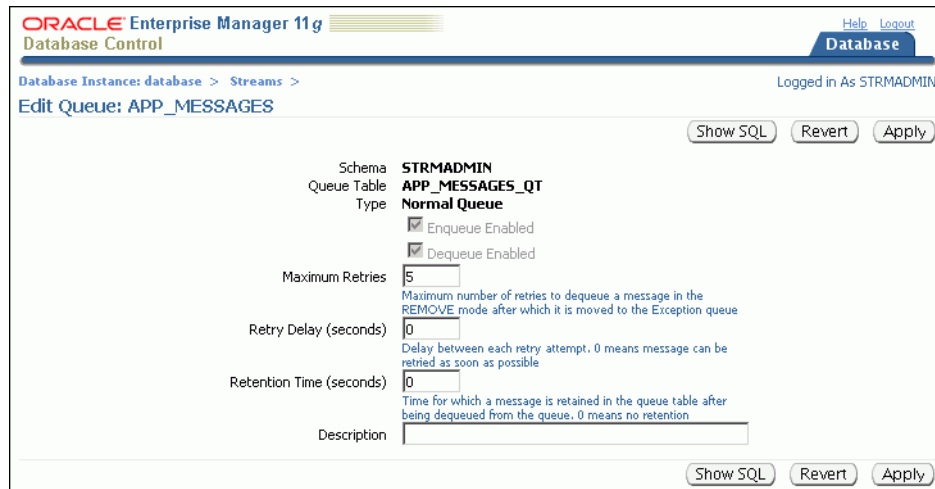 ORACLE Enterprise Manager 11g
Database Control
Help Logout
Database
Database Instance: database > Streams >
Logged in As STRMADMIN
Edit Queue: APP_MESSAGES
Show SQL Revert Apply
Schema STRMADMIN
Queue Table APP_MESSAGES_QT
Type Normal Queue
Enqueue Enabled
Dequeue Enabled
Maximum Retries 5
Maximum number of retries to dequeue a message in the
REMOVE mode after which it is moved to the Exception queue
Retry Delay (seconds) 0
Delay between each retry attempt. 0 means message can be
retried as soon as possible
Retention Time (seconds) 0
Time for which a message is retained in the queue table after
being dequeued from the queue. 0 means no retention
Description
Show SQL Revert Apply